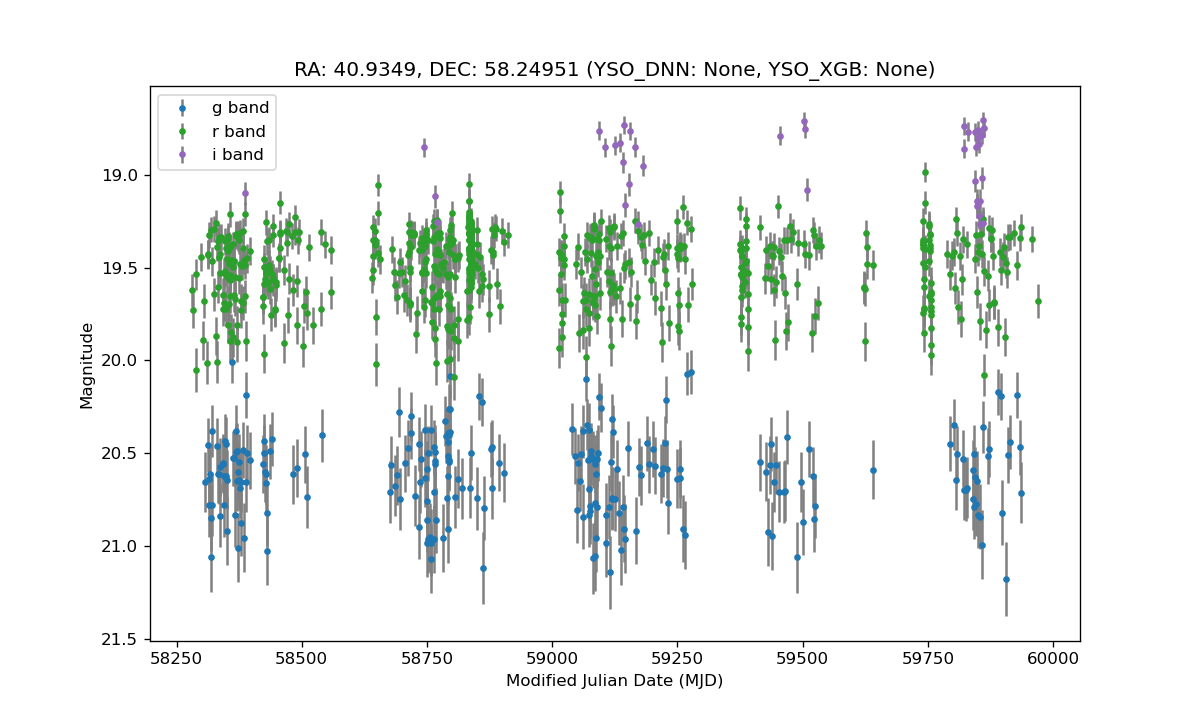 RA: 40.9349, DEC: 58.24951 (YSO_DNN: None, YSO_XGB: None)
g band
r band
i band
19.0
19.5
20.0
20.5
21.0
21.5
Magnitude
58250 58500 58750 59000 59250 59500 59750 60000
Modified Julian Date (MJD)